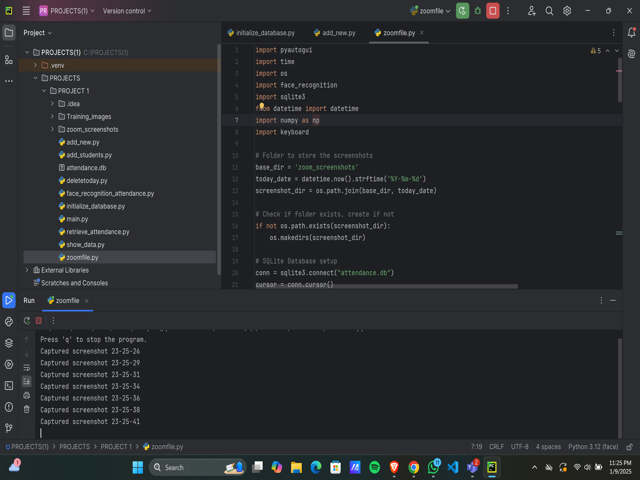 PR PROJECTS(1) Version control zoomfile
Project
initialize_database.py add_new.py zoomfile.py
PROJECTS(1) C:\PROJECTS(1)
.venv
PROJECTS
PROJECT 1
.idea
Training_images
zoom_screenshots
add_new.py
add_students.py
attendance.db
deletetoday.py
face_recognition_attendance.py
initialize_database.py
main.py
retrieve_attendance.py
show_data.py
zoomfile.py
External Libraries
Scratches and Consoles
5
1 import pyautogui
2 import time
3 import os
4 import face_recognition
5 import sqlite3
6 from datetime import datetime
7 import numpy as np
8 import keyboard
9
10 # Folder to store the screenshots
11 base_dir = 'zoom_screenshots'
12 today_date = datetime.now().strftime('%Y-%m-%d')
13 screenshot_dir = os.path.join(base_dir, today_date)
14
15 # Check if folder exists, create if not
16 if not os.path.exists(screenshot_dir):
17 os.makedirs(screenshot_dir)
18
19 # SQLite Database setup
20 conn = sqlite3.connect("attendance.db")
21 cursor = conn.cursor()
Run zoomfile
Press 'q' to stop the program.
Captured screenshot 23-25-26
Captured screenshot 23-25-29
Captured screenshot 23-25-31
Captured screenshot 23-25-34
Captured screenshot 23-25-36
Captured screenshot 23-25-38
Captured screenshot 23-25-41
PROJECTS(1) PROJECTS PROJECT 1 zoomfile.py 7:19 CRLF UTF-8 4 spaces Python 3.12 (face)
Search
11:25 PM
1/9/2025